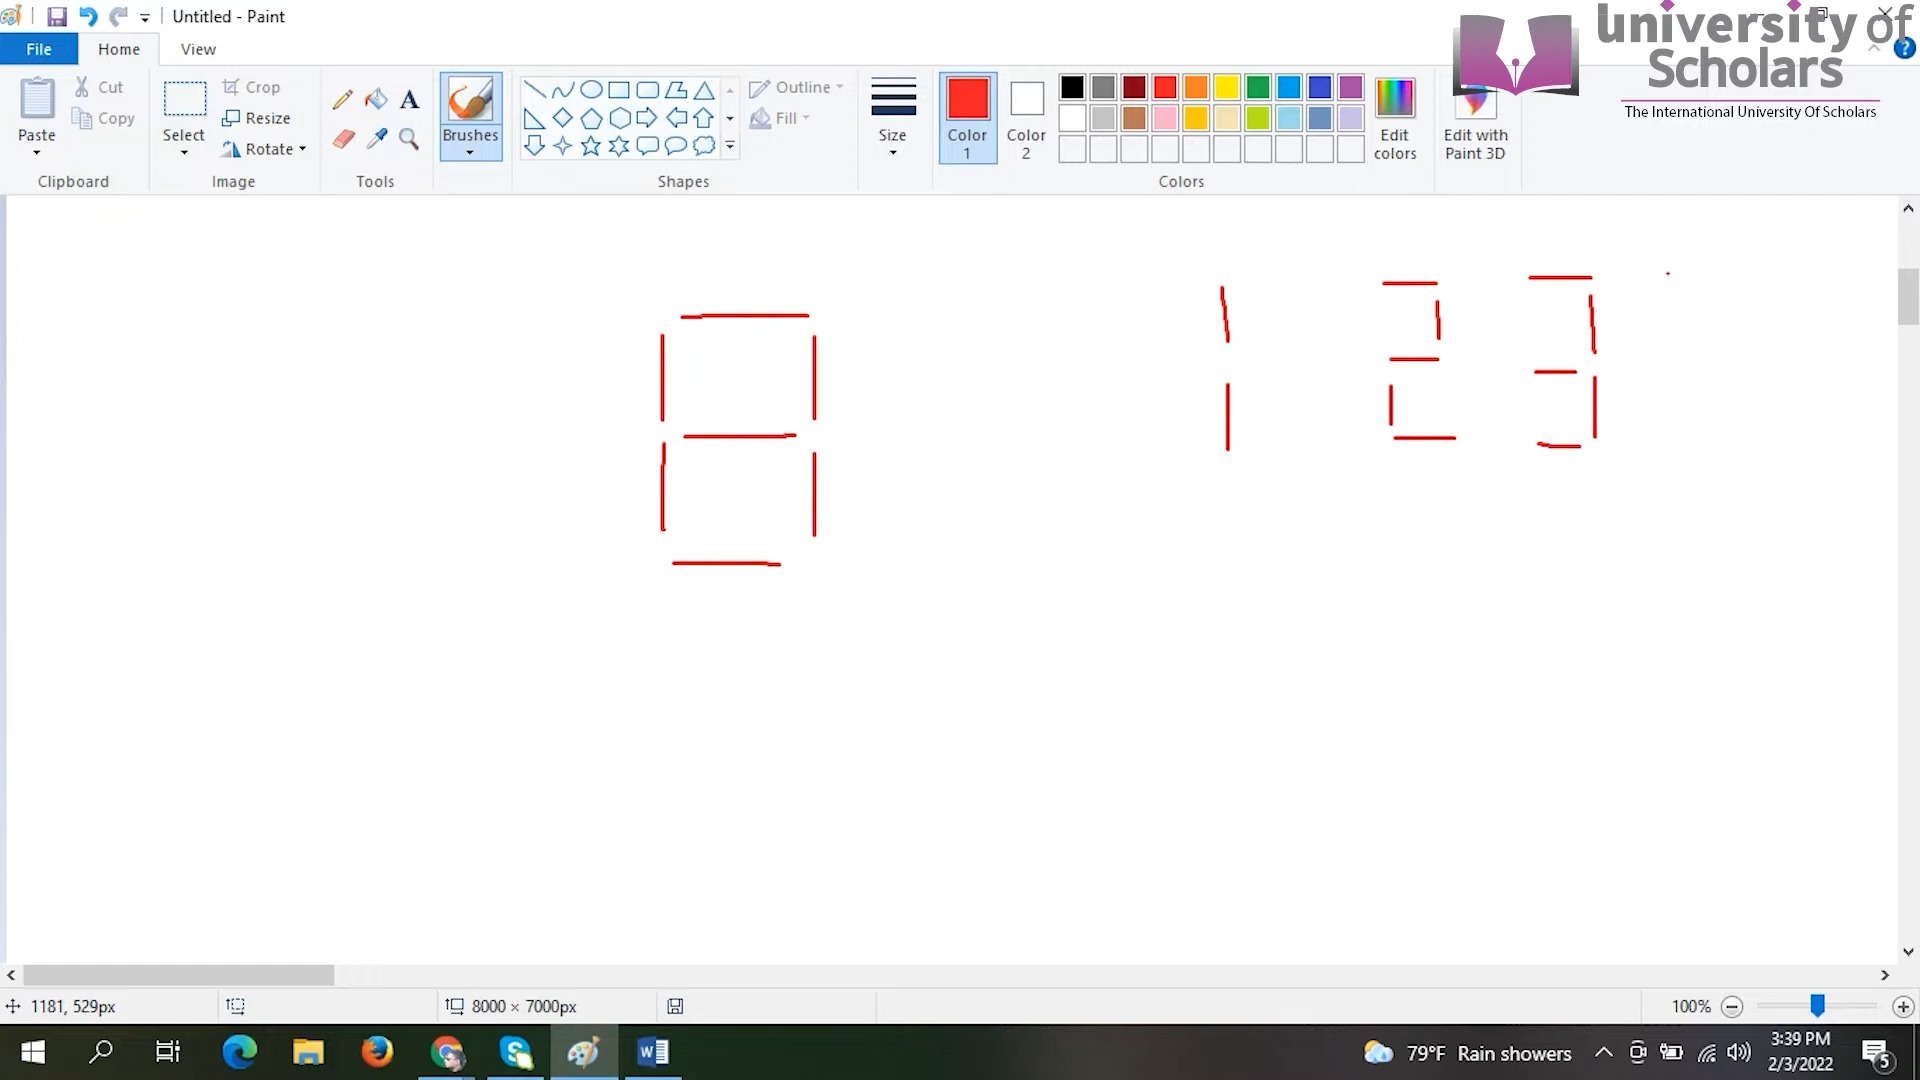 Untitled - Paint
university of
Scholars
The International University Of Scholars
File Home View
Cut
Copy
Paste
Clipboard
Select
Crop
Resize
Rotate
Image
A
Tools
Brushes
Shapes
Outline
Fill
Size
Color
1
Color
2
Colors
Edit
colors
Edit with
Paint 3D
8 1 2 3
1181, 529px
8000 × 7000px
100%
79°F Rain showers
3:39 PM
2/3/2022
5